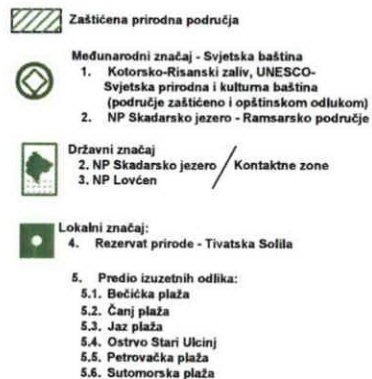 Zaštićena prirodna područja
Međunarodni značaj - Svjetska baština
1. Kotorsko-Risanski zaliv, UNESCO-
Svjetska prirodna i kulturna baština
(područje zaštićeno i opštinskom odlukom)
2. NP Skadarsko jezero - Ramsarsko područje
Državni značaj
2. NP Skadarsko jezero / Kontaktne zone
3. NP Lovćen
Lokalni značaj:
4. Rezervat prirode - Tivatska Solila
5. Predio izuzetnih odlika:
5.1. Bečićka plaža
5.2. Čanj plaža
5.3. Jaz plaža
5.4. Ostrvo Stari Ulcinj
5.5. Petrovačka plaža
5.6. Sutomorska plaža